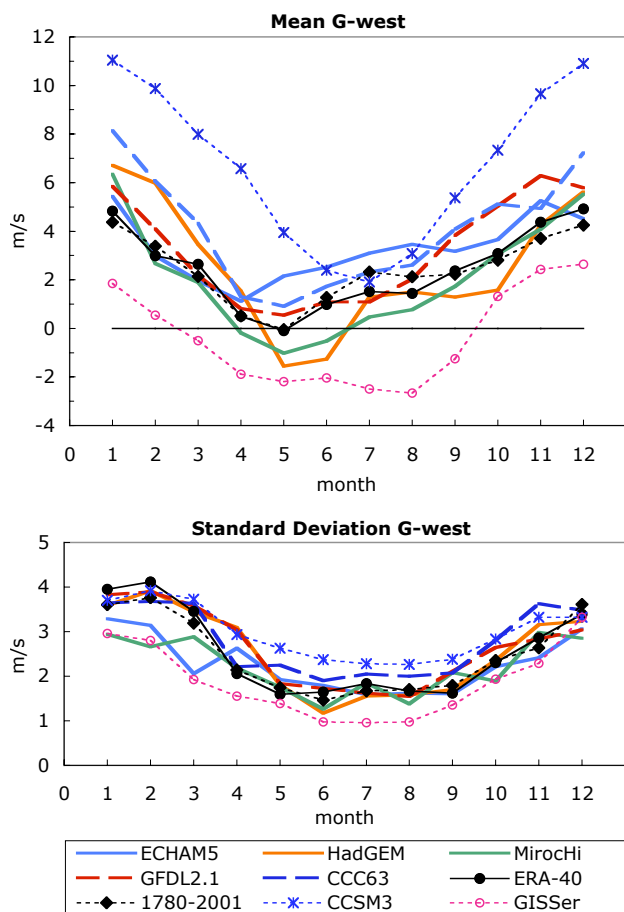 Mean G-west
12
10
8
6
4
2
0
-2
-4
m/s
0 1 2 3 4 5 6 7 8 9 10 11 12
month
Standard Deviation G-west
5
4
3
2
1
0
m/s
0 1 2 3 4 5 6 7 8 9 10 11 12
month
ECHAM5 HadGEM MirocHi
GFDL2.1 CCC63 ERA-40
1780-2001 CCSM3 GISSer